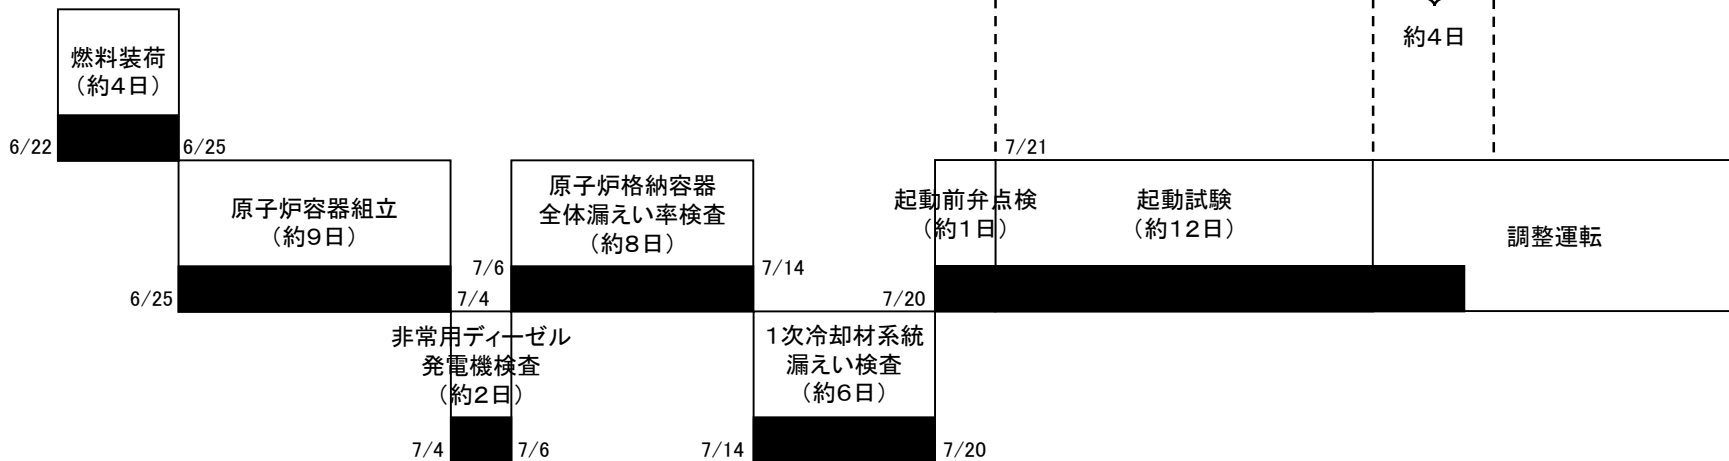 約4日
燃料装荷
（約4日）
6/22
6/25
7/21
原子炉容器組立
（約9日）
原子炉格納容器
全体漏えい率検査
（約8日）
起動前弁点検
（約1日）
起動試験
（約12日）
調整運転
7/6
7/14
6/25
7/4
7/20
非常用ディーゼル
発電機検査
（約2日）
1次冷却材系統
漏えい検査
（約6日）
7/4
7/6
7/14
7/20